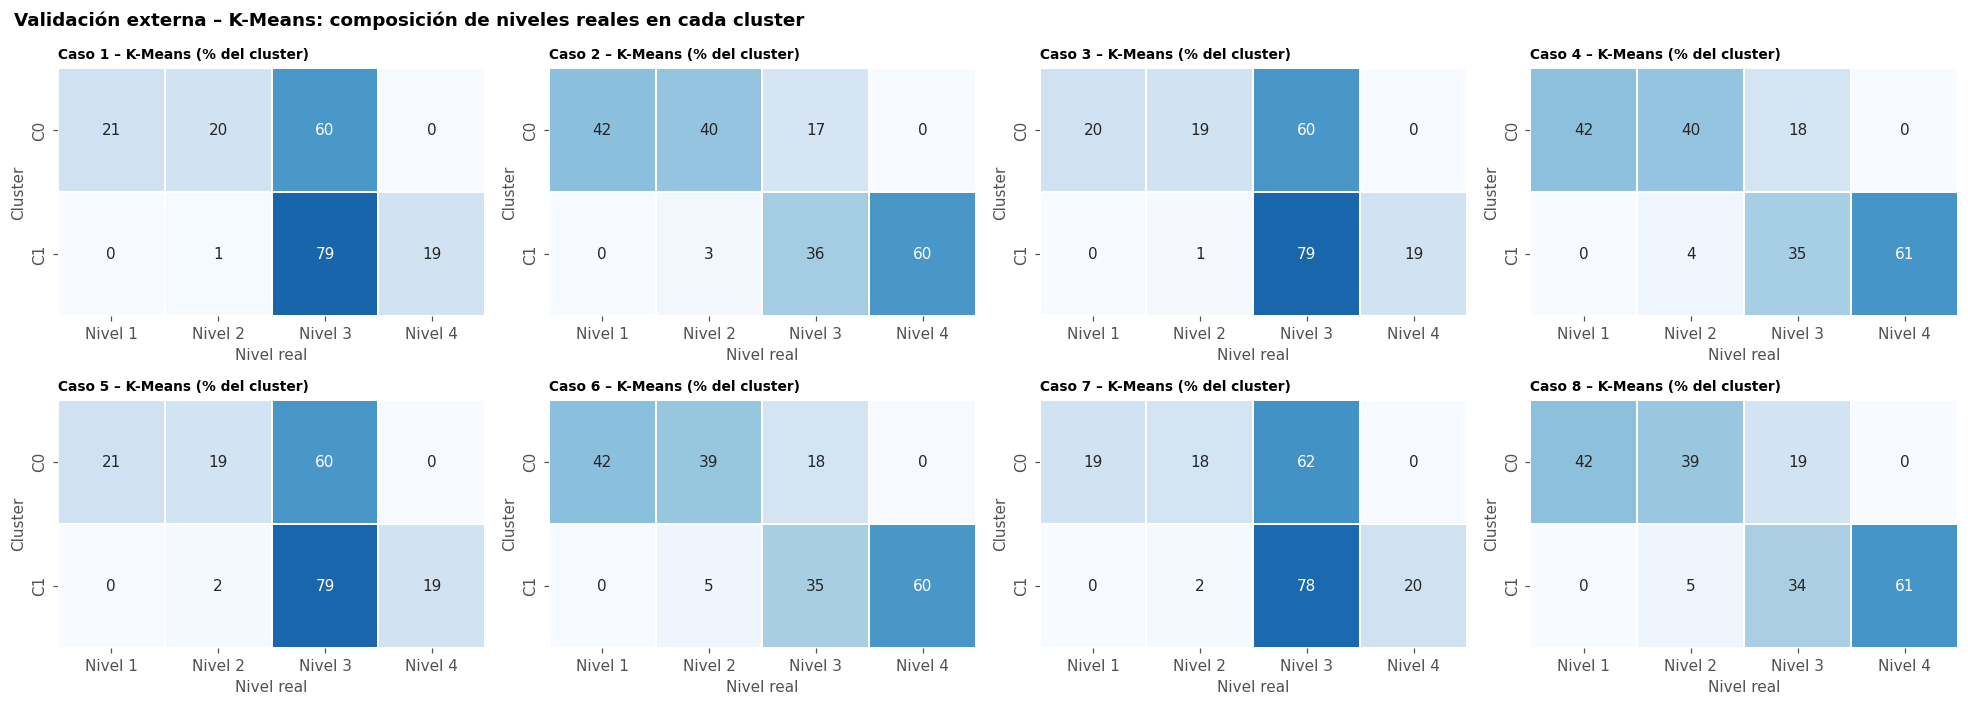 Validación externa – K-Means: composición de niveles reales en cada cluster
Caso 1 – K-Means (% del cluster)
C0
21 20 60 0
C1
0 1 79 19
Cluster
Nivel 1 Nivel 2 Nivel 3 Nivel 4
Nivel real
Caso 2 – K-Means (% del cluster)
C0
42 40 17 0
C1
0 3 36 60
Cluster
Nivel 1 Nivel 2 Nivel 3 Nivel 4
Nivel real
Caso 3 – K-Means (% del cluster)
C0
20 19 60 0
C1
0 1 79 19
Cluster
Nivel 1 Nivel 2 Nivel 3 Nivel 4
Nivel real
Caso 4 – K-Means (% del cluster)
C0
42 40 18 0
C1
0 4 35 61
Cluster
Nivel 1 Nivel 2 Nivel 3 Nivel 4
Nivel real
Caso 5 – K-Means (% del cluster)
C0
21 19 60 0
C1
0 2 79 19
Cluster
Nivel 1 Nivel 2 Nivel 3 Nivel 4
Nivel real
Caso 6 – K-Means (% del cluster)
C0
42 39 18 0
C1
0 5 35 60
Cluster
Nivel 1 Nivel 2 Nivel 3 Nivel 4
Nivel real
Caso 7 – K-Means (% del cluster)
C0
19 18 62 0
C1
0 2 78 20
Cluster
Nivel 1 Nivel 2 Nivel 3 Nivel 4
Nivel real
Caso 8 – K-Means (% del cluster)
C0
42 39 19 0
C1
0 5 34 61
Cluster
Nivel 1 Nivel 2 Nivel 3 Nivel 4
Nivel real